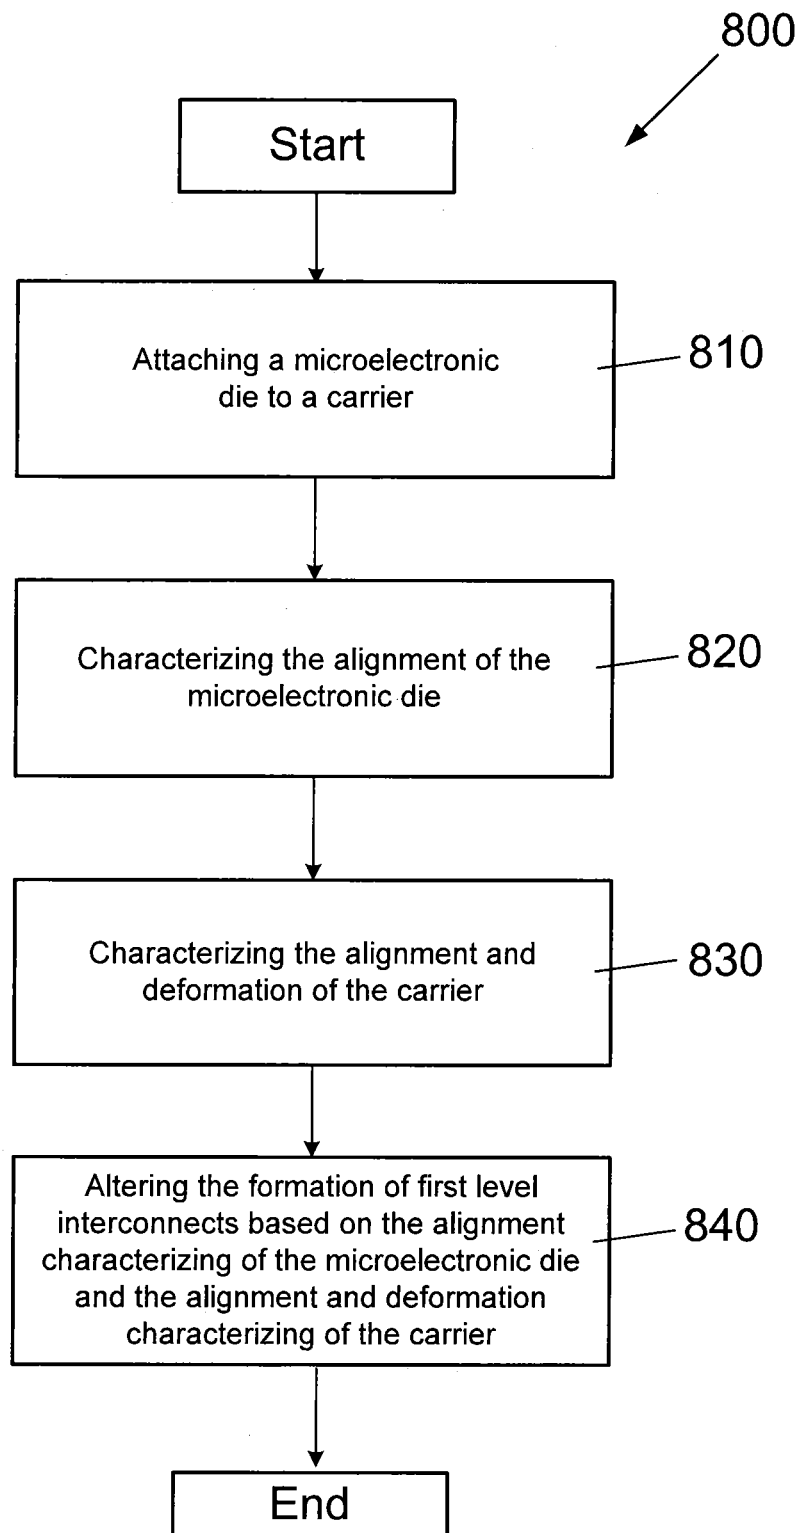 800
Start
Attaching a microelectronic
die to a carrier
810
Characterizing the alignment of the
microelectronic die
820
Characterizing the alignment and
deformation of the carrier
830
Altering the formation of first level
interconnects based on the alignment
characterizing of the microelectronic die
and the alignment and deformation
characterizing of the carrier
840
End